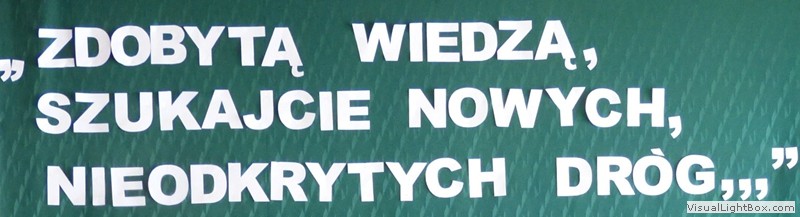 „ZDOBYTĄ WIEDZĄ,
SZUKAJCIE NOWYCH,
NIEODKRYTYCH DRÒG,,,”
VisualLightBox.com